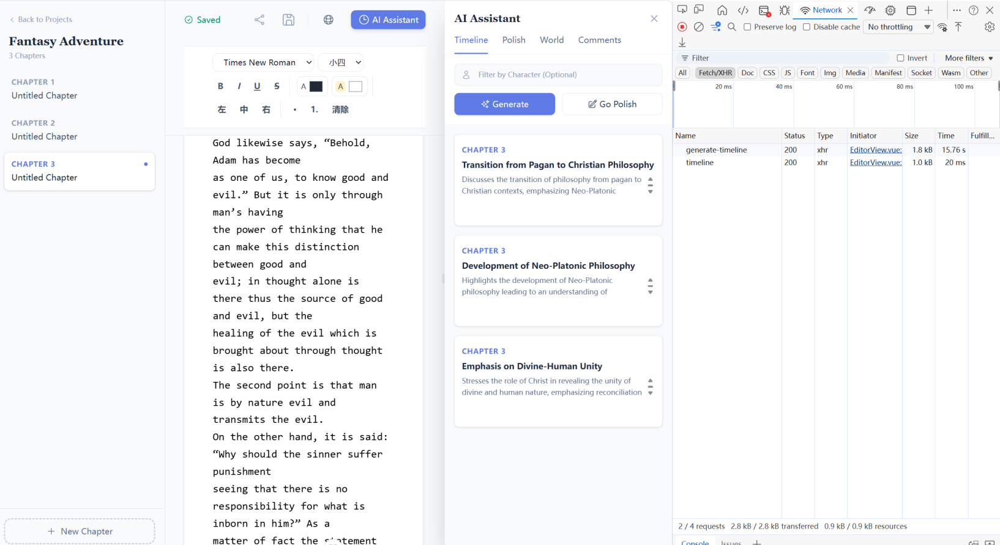 Back to Projects
Fantasy Adventure
3 Chapters
CHAPTER 1
Untitled Chapter
CHAPTER 2
Untitled Chapter
CHAPTER 3
Untitled Chapter
+ New Chapter
Saved
AI Assistant
Times New Roman
小四
B I U S A A
左 中 右 • 1. 清除
God likewise says, “Behold,
Adam has become
as one of us, to know good and
evil.” But it is only through
man’s having
the power of thinking that he
can make this distinction
between good and
evil; in thought alone is
there thus the source of good
and evil, but the
healing of the evil which is
brought about through thought
is also there.
The second point is that man
is by nature evil and
transmits the evil.
On the other hand, it is said:
“Why should the sinner suffer
punishment
seeing that there is no
responsibility for what is
inborn in him?” As a
matter of fact the statement
AI Assistant
Timeline Polish World Comments
Filter by Character (Optional)
Generate
Go Polish
CHAPTER 3
Transition from Pagan to Christian Philosophy
Discusses the transition of philosophy from pagan to
Christian contexts, emphasizing Neo-Platonic
CHAPTER 3
Development of Neo-Platonic Philosophy
Highlights the development of Neo-Platonic
philosophy leading to an understanding of
CHAPTER 3
Emphasis on Divine-Human Unity
Stresses the role of Christ in revealing the unity of
divine and human nature, emphasizing reconciliation
Network
Preserve log Disable cache No throttling
Filter Invert More filters
All Fetch/XHR Doc CSS JS Font Img Media Manifest Socket Wasm Other
20 ms 40 ms 60 ms 80 ms 100 ms
Name Status Type Initiator Size Time Fulfill...
generate-timeline 200 xhr EditorView.vue: 1.8 kB 15.76 s
timeline 200 xhr EditorView.vue: 1.0 kB 20 ms
2 / 4 requests 2.8 kB / 2.8 kB transferred 0.9 kB / 0.9 kB resources
Console Issues +